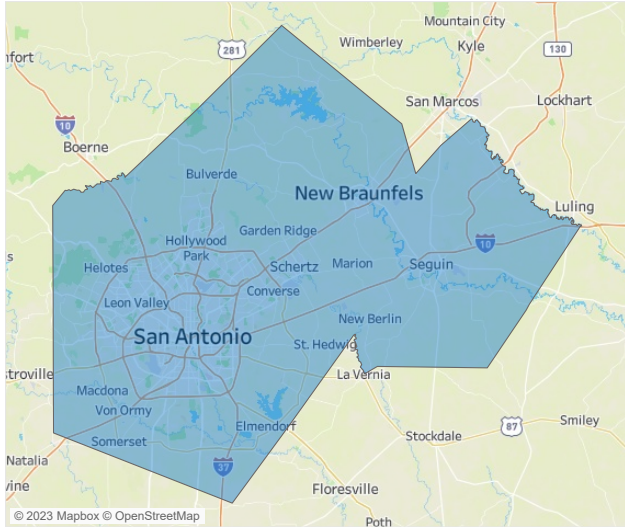 Mountain City
281
Wimberley
Kyle
130
nfort
San Marcos
Lockhart
10
Boerne
Bulverde
New Braunfels
Luling
Garden Ridge
Hollywood
Park
10
s
Helotes
Schertz
Marion
Seguin
Converse
Leon Valley
New Berlin
San Antonio
St. Hedwig
stroville
La Vernia
Macdona
Von Ormy
Smiley
Elmendorf
87
Somerset
Stockdale
Natalia
37
vine
Floresville
© 2023 Mapbox © OpenStreetMap
Poth